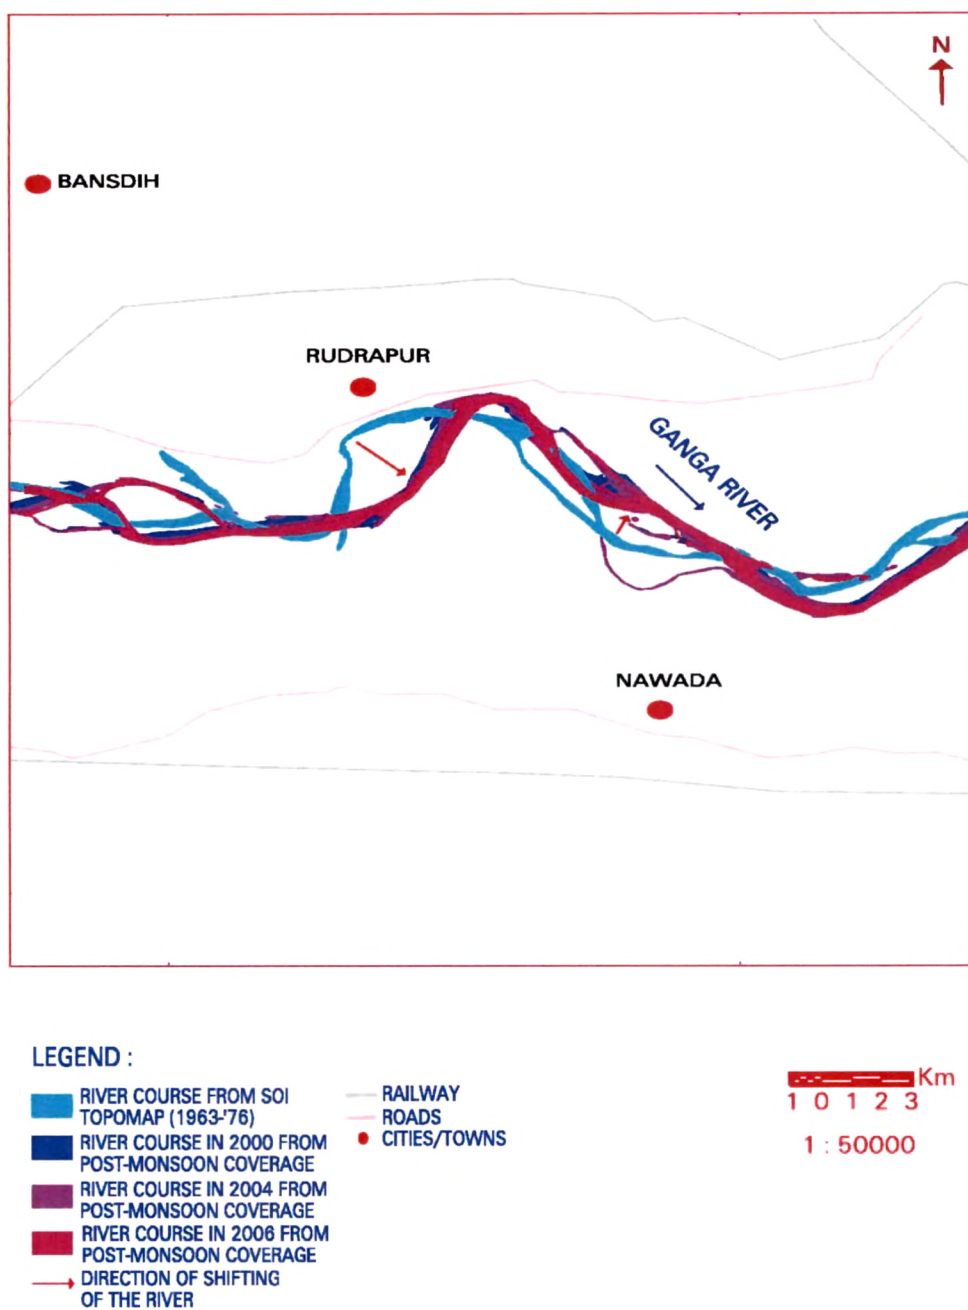 N
BANSDIH
RUDRAPUR
GANGA RIVER
NAWADA
LEGEND :
RIVER COURSE FROM SOI
TOPOMAP (1963-'76)
RIVER COURSE IN 2000 FROM
POST-MONSOON COVERAGE
RIVER COURSE IN 2004 FROM
POST-MONSOON COVERAGE
RIVER COURSE IN 2006 FROM
POST-MONSOON COVERAGE
DIRECTION OF SHIFTING
OF THE RIVER
RAILWAY
ROADS
CITIES/TOWNS
Km
1 0 1 2 3
1 : 50000